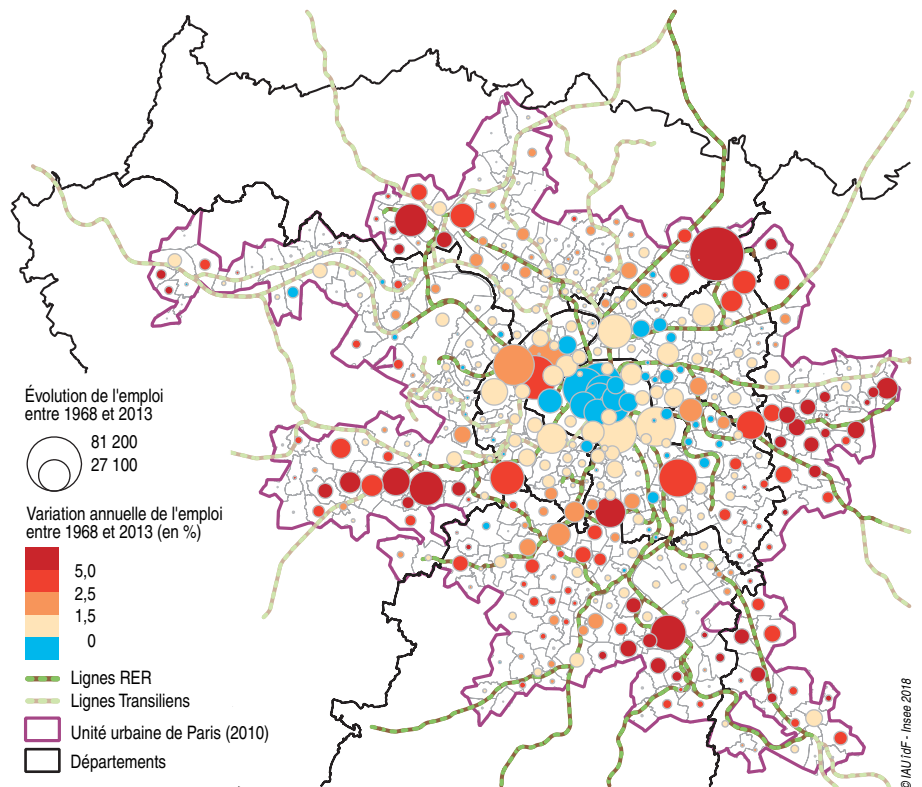 Évolution de l'emploi
entre 1968 et 2013
81 200
27 100
Variation annuelle de l'emploi
entre 1968 et 2013 (en %)
5,0
2,5
1,5
0
Lignes RER
Lignes Transiliens
Unité urbaine de Paris (2010)
Départements
© IAU îdF - Insee 2018